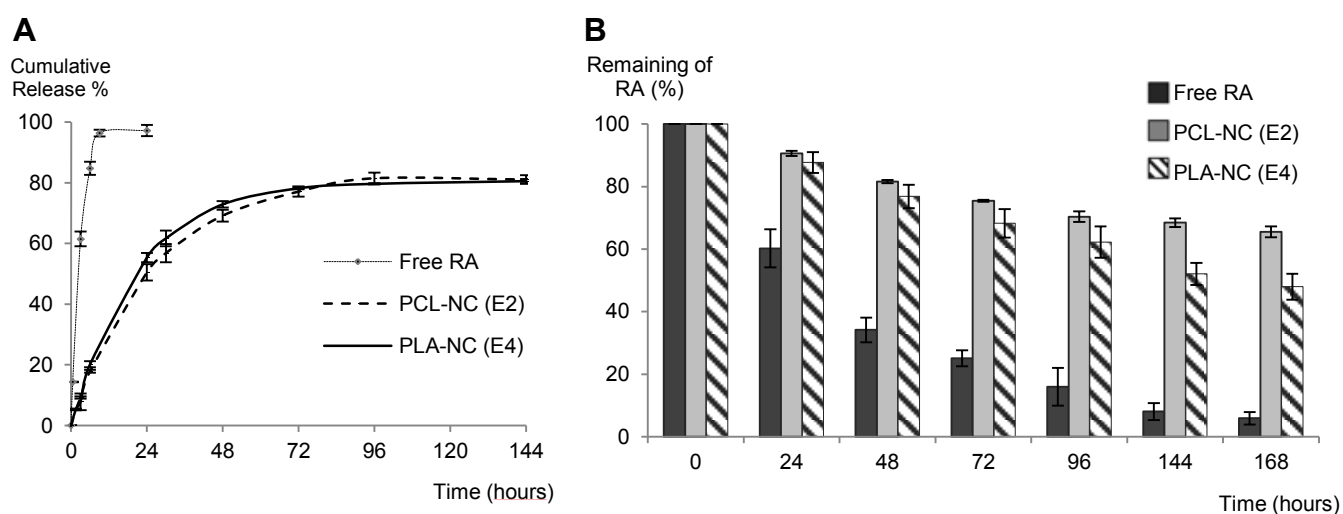 A
Cumulative
Release %
100
80
60
40
20
0
0 24 48 72 96 120 144
Time (hours)
Free RA
PCL-NC (E2)
PLA-NC (E4)
B
Remaining of
RA (%)
100
80
60
40
20
0
0 24 48 72 96 144 168
Time (hours)
Free RA
PCL-NC (E2)
PLA-NC (E4)